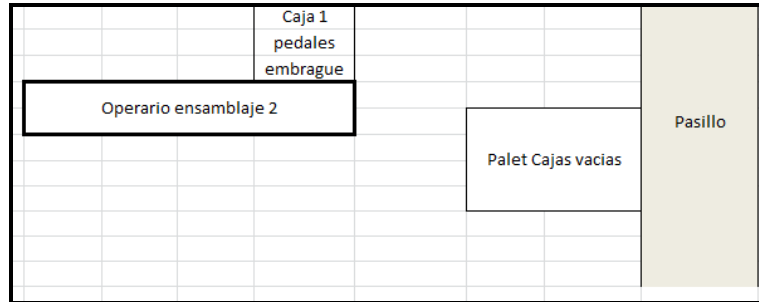 Caja 1
pedales
embrague
Operario ensamblaje 2
Pasillo
Palet Cajas vacias